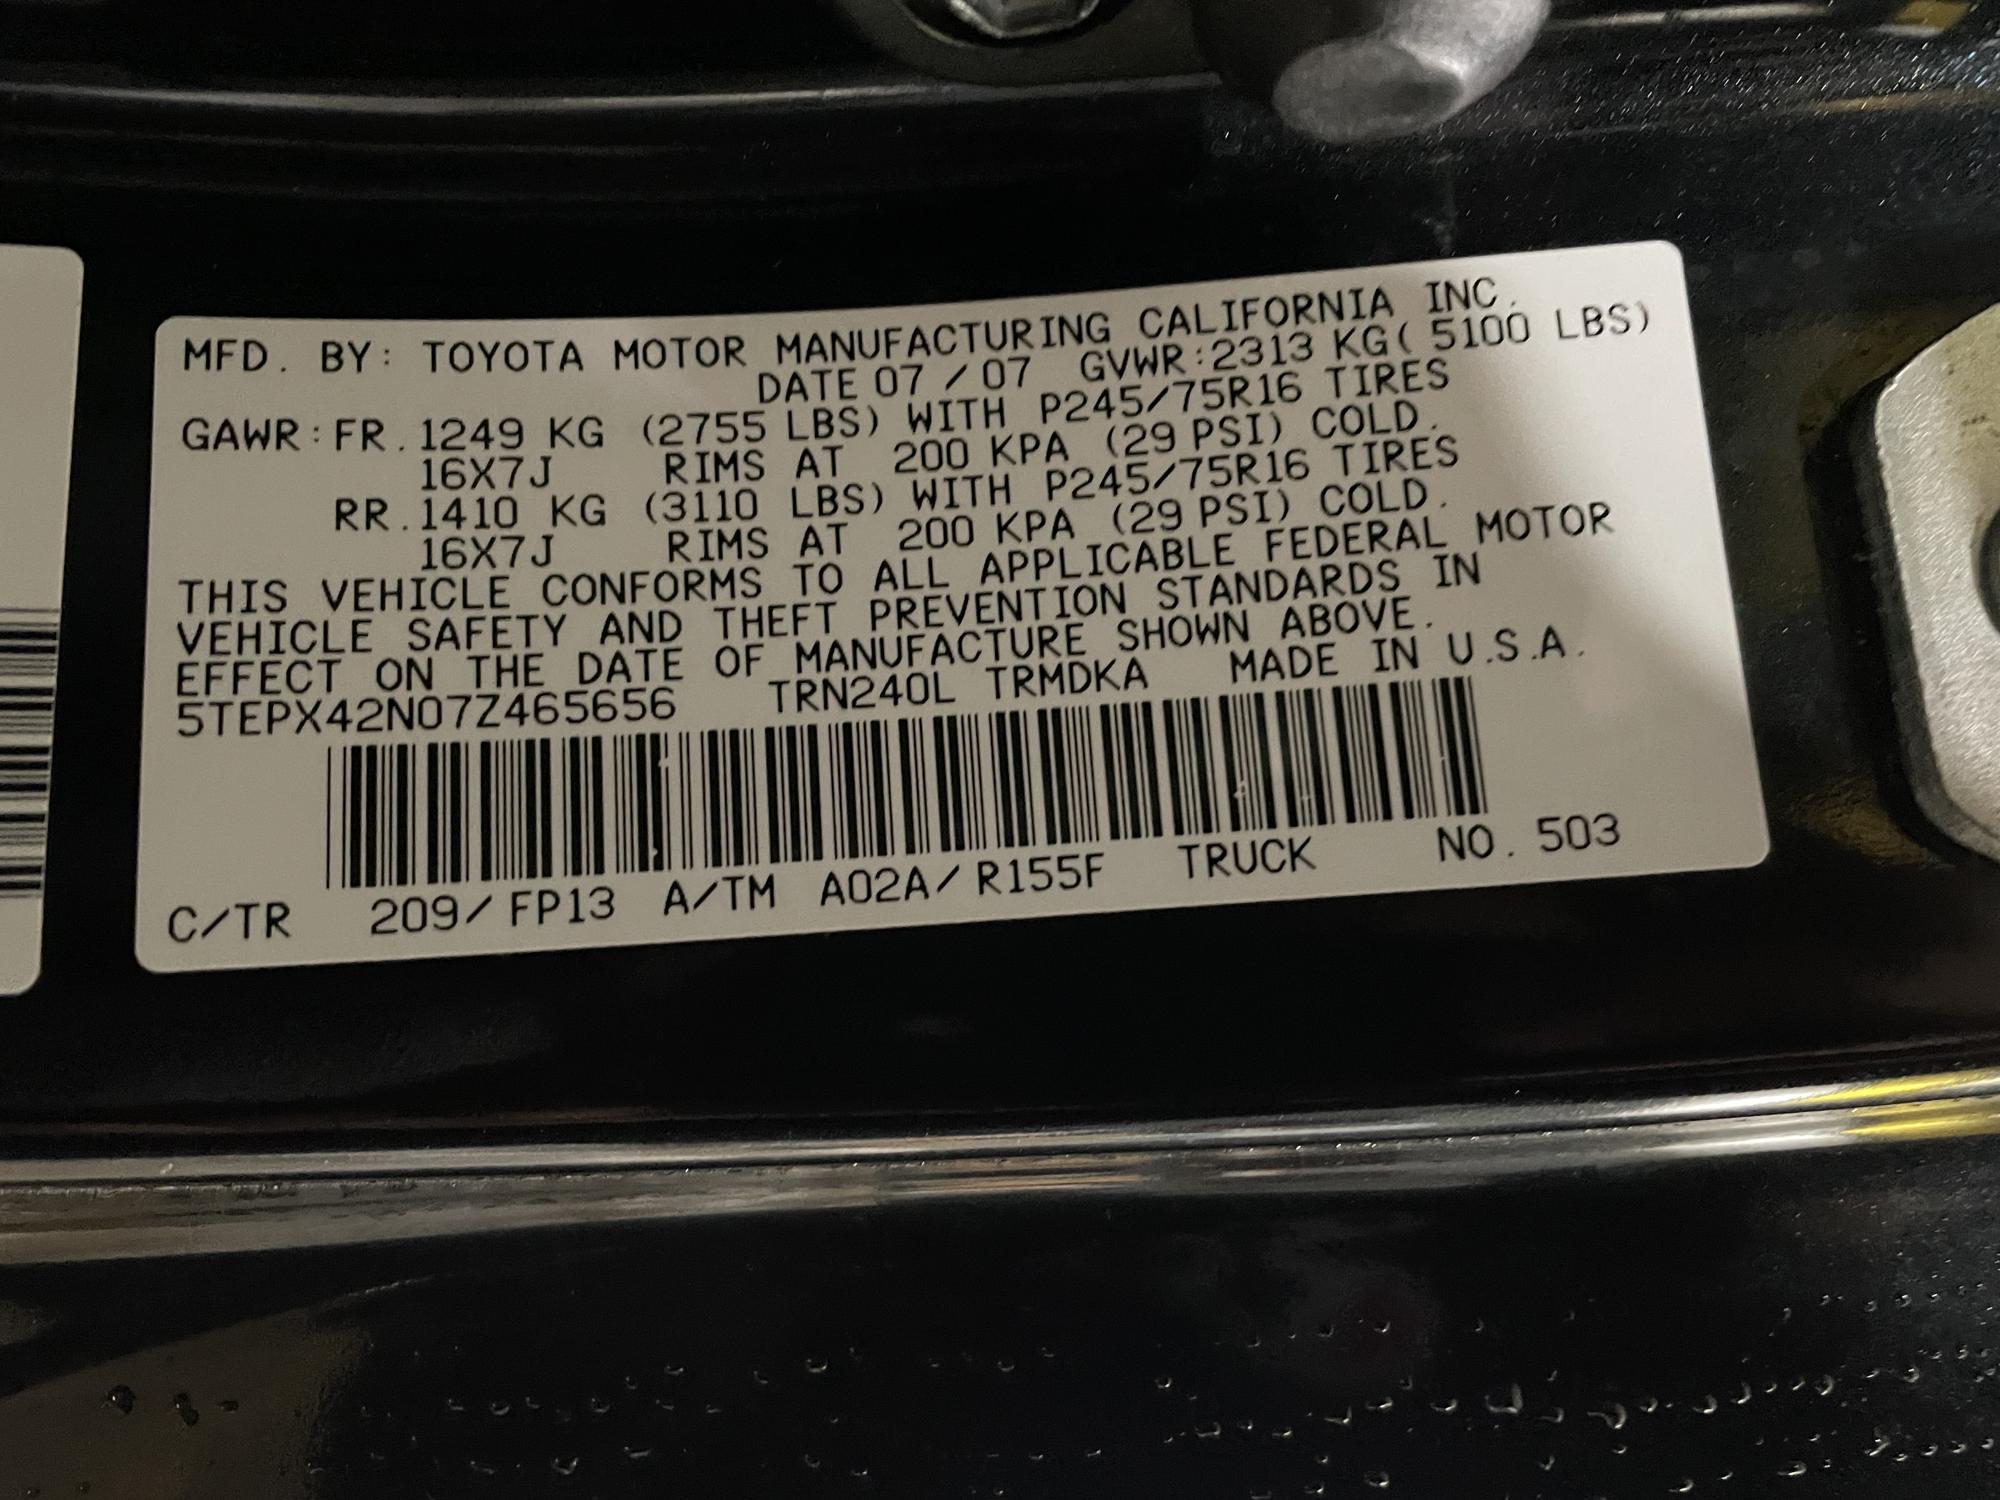 MFD. BY: TOYOTA MOTOR MANUFACTURING CALIFORNIA INC.
DATE 07 / 07 GVWR:2313 KG( 5100 LBS)
GAWR:FR. 1249 KG (2755 LBS) WITH P245/75R16 TIRES
16X7J RIMS AT 200 KPA (29 PSI) COLD.
RR. 1410 KG (3110 LBS) WITH P245/75R16 TIRES
16X7J RIMS AT 200 KPA (29 PSI) COLD.
THIS VEHICLE CONFORMS TO ALL APPLICABLE FEDERAL MOTOR
VEHICLE SAFETY AND THEFT PREVENTION STANDARDS IN
EFFECT ON THE DATE OF MANUFACTURE SHOWN ABOVE.
5TEPX42N07Z465656 TRN240L TRMDKA MADE IN U.S.A.
C/TR 209/FP13 A/TM A02A/R155F TRUCK NO. 503